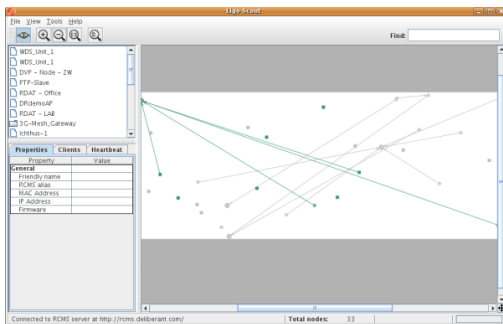 Ligo Scout
File View Tools Help
Find:
WDS_Unit_1
WDS_Unit_1
DVP - Node - ZW
FTF-Slave
RDAT - Office
DRdemoAP
RDAT - LAB
3G-Mesh_Gateway
Ichthus-1
Properties Clients Heartbeat
Property Value
General
Friendly name
RCMS alias
MAC Address
IP Address
Firmware
Connected to RCMS server at http://rcms.deliberant.com/ Total nodes: 33